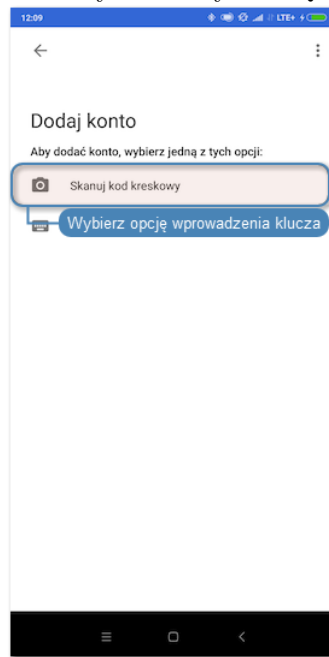 12:09 LTE+
Dodaj konto
Aby dodać konto, wybierz jedną z tych opcji:
Skanuj kod kreskowy
Wybierz opcję wprowadzenia klucza